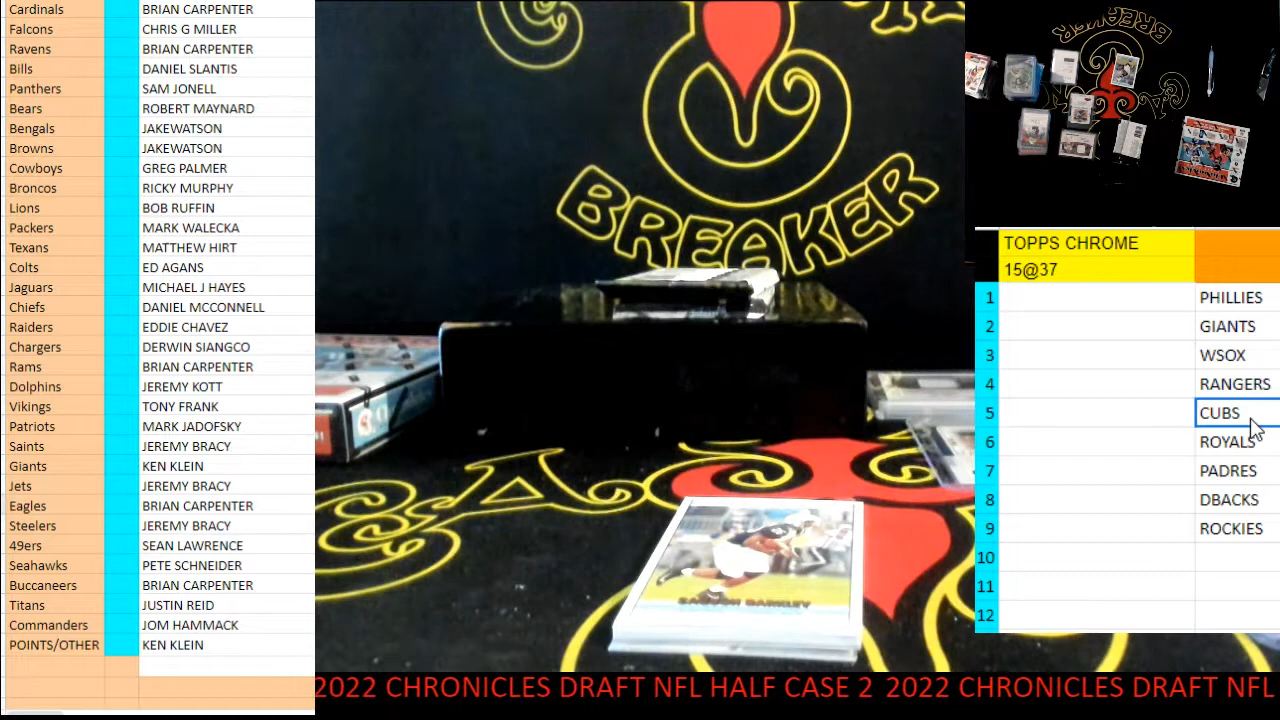 Cardinals BRIAN CARPENTER
Falcons CHRIS G MILLER
Ravens BRIAN CARPENTER
Bills DANIEL SLANTIS
Panthers SAM JONELL
Bears ROBERT MAYNARD
Bengals JAKEWATSON
Browns JAKEWATSON
Cowboys GREG PALMER
Broncos RICKY MURPHY
Lions BOB RUFFIN
Packers MARK WALECKA
Texans MATTHEW HIRT
Colts ED AGANS
Jaguars MICHAEL J HAYES
Chiefs DANIEL MCCONNELL
Raiders EDDIE CHAVEZ
Chargers DERWIN SIANGCO
Rams BRIAN CARPENTER
Dolphins JEREMY KOTT
Vikings TONY FRANK
Patriots MARK JADOFSKY
Saints JEREMY BRACY
Giants KEN KLEIN
Jets JEREMY BRACY
Eagles BRIAN CARPENTER
Steelers JEREMY BRACY
49ers SEAN LAWRENCE
Seahawks PETE SCHNEIDER
Buccaneers BRIAN CARPENTER
Titans JUSTIN REID
Commanders JOM HAMMACK
POINTS/OTHER KEN KLEIN
BREAKER
SAQUON BARKLEY
BREAKER
TOPPS CHROME
15@37
1 PHILLIES
2 GIANTS
3 WSOX
4 RANGERS
5 CUBS
6 ROYALS
7 PADRES
8 DBACKS
9 ROCKIES
10
11
12
2022 CHRONICLES DRAFT NFL HALF CASE 2 2022 CHRONICLES DRAFT NFL